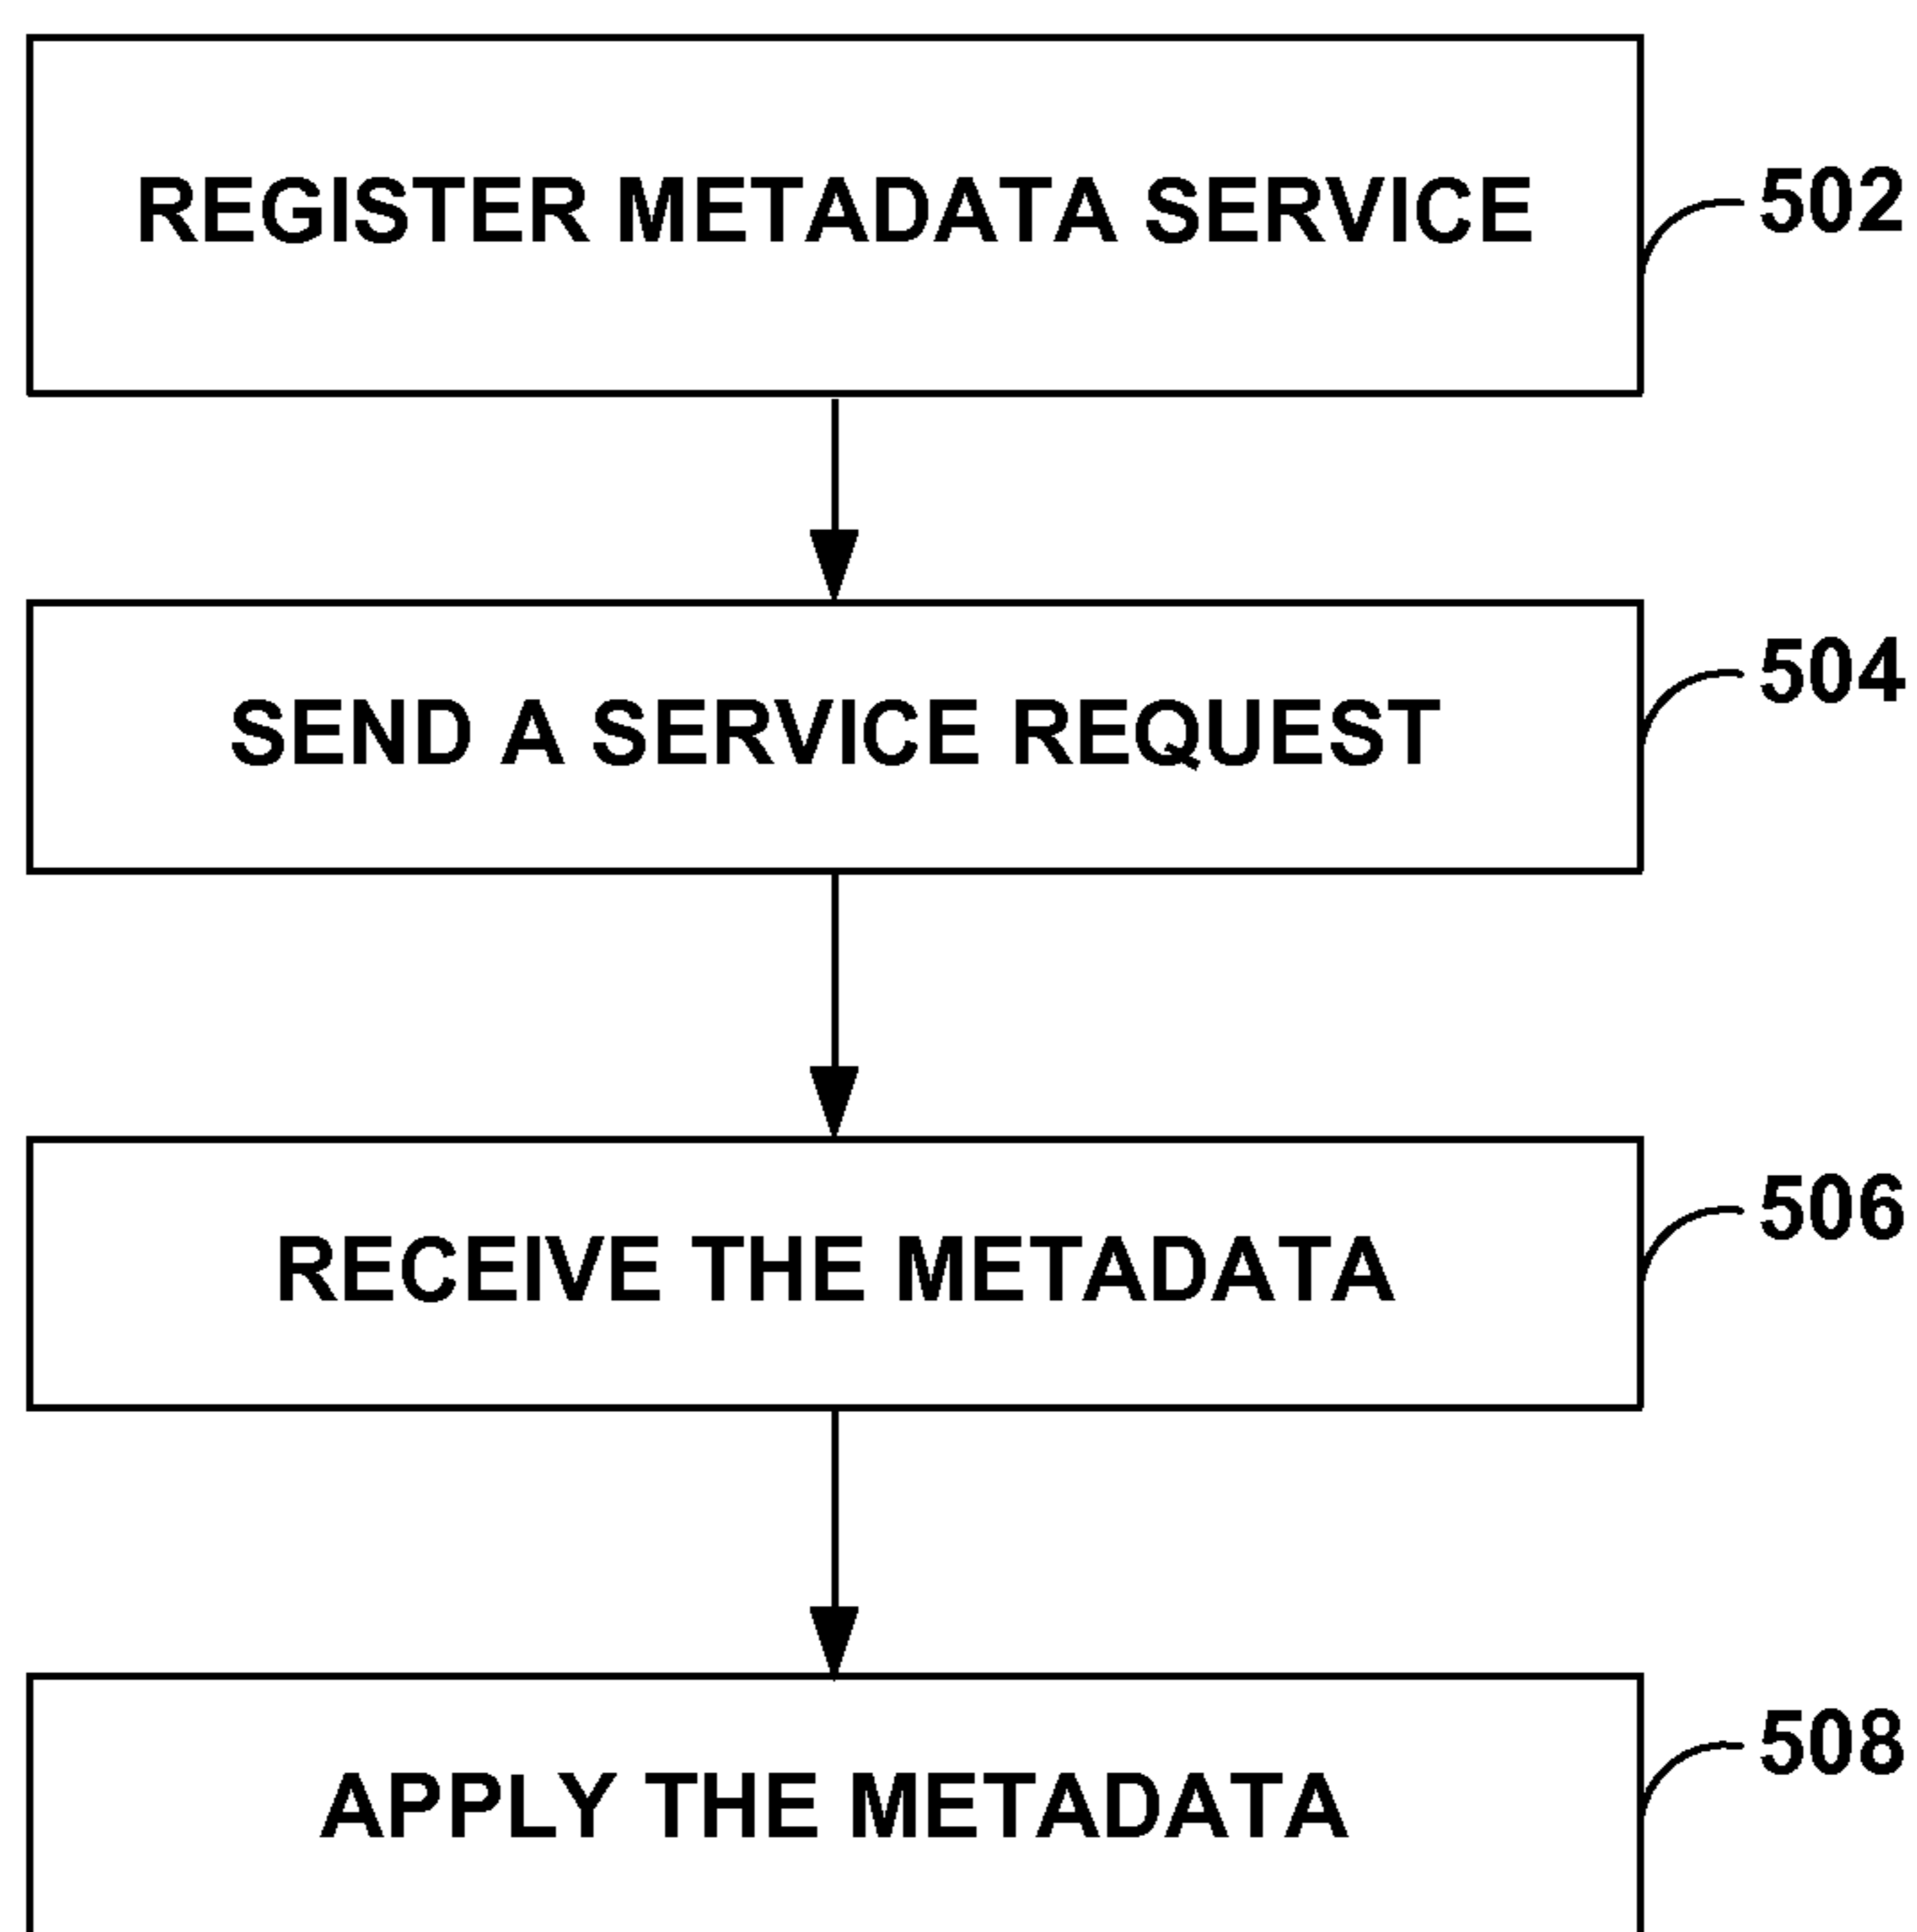 REGISTER METADATA SERVICE
502
SEND A SERVICE REQUEST
504
RECEIVE THE METADATA
506
APPLY THE METADATA
508